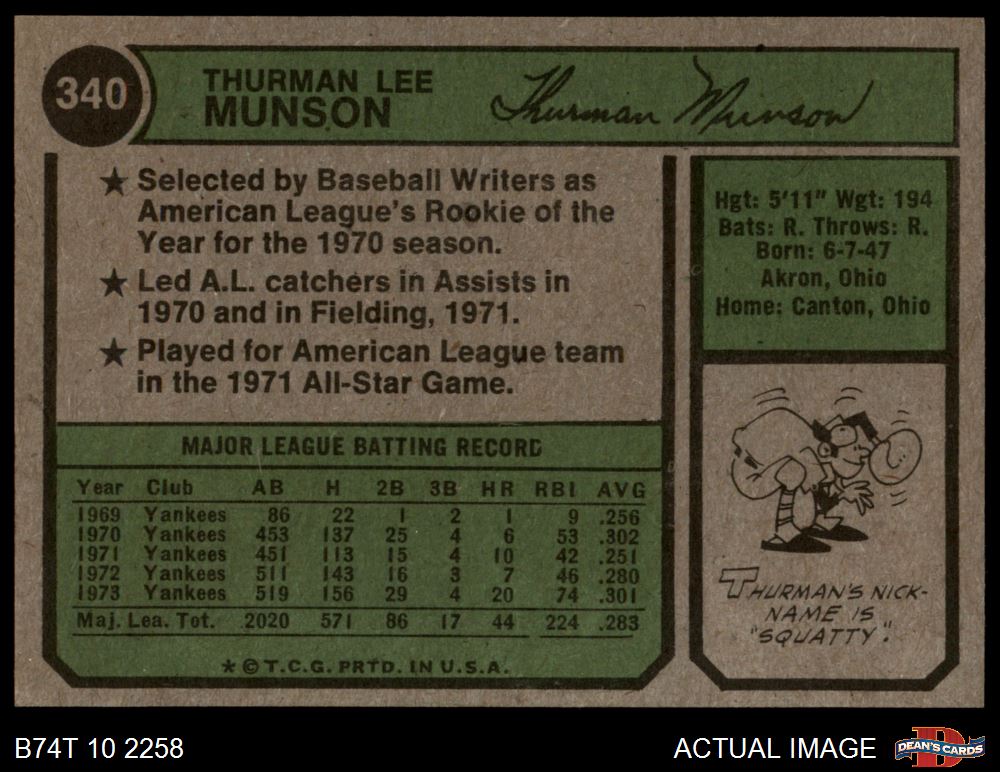 340
THURMAN LEE
MUNSON
Thurman Munson
★ Selected by Baseball Writers as
American League's Rookie of the
Year for the 1970 season.
★ Led A.L. catchers in Assists in
1970 and in Fielding, 1971.
★ Played for American League team
in the 1971 All-Star Game.
Hgt: 5'11" Wgt: 194
Bats: R. Throws: R.
Born: 6-7-47
Akron, Ohio
Home: Canton, Ohio
MAJOR LEAGUE BATTING RECORD
Year Club AB H 2B 3B HR RBI AVG
1969 Yankees 86 22 1 2 1 9 .256
1970 Yankees 453 137 25 4 6 53 .302
1971 Yankees 451 113 15 4 10 42 .251
1972 Yankees 511 143 16 3 7 46 .280
1973 Yankees 519 156 29 4 20 74 .301
Maj. Lea. Tot. 2020 571 86 17 44 224 .283
★ © T.C.G. PRTD. IN U.S.A.
THURMAN'S NICK-
NAME IS
"SQUATTY".
B74T 10 2258
ACTUAL IMAGE
D
DEAN'S CARDS